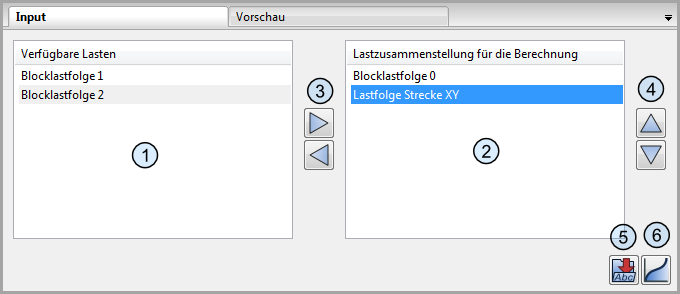 Input Vorschau
Verfügbare Lasten
Blocklastfolge 1
Blocklastfolge 2
1
3
Lastzusammenstellung für die Berechnung
Blocklastfolge 0
Lastfolge Strecke XY
2
4
5 6
Abc